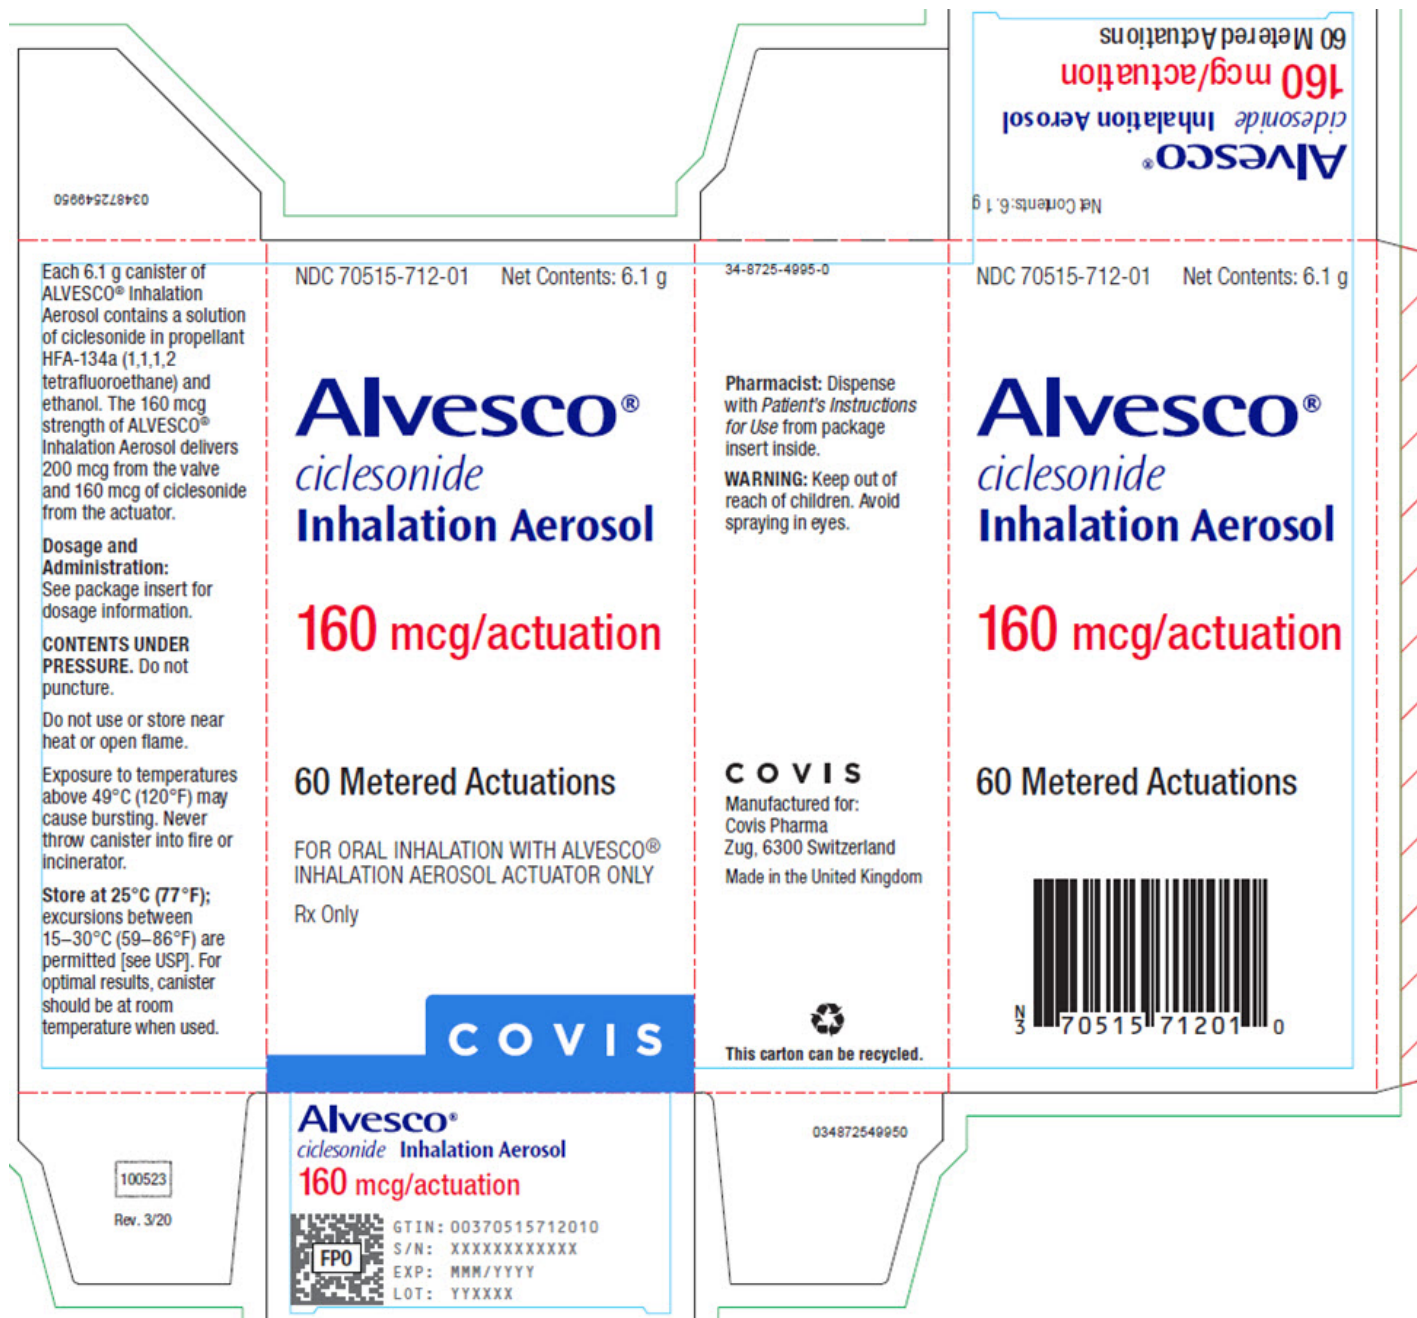 60 Metered Actuations
160 mcg/actuation
ciclesonide Inhalation Aerosol
Alvesco®
Net Contents: 6.1 g
034872549950
Each 6.1 g canister of
ALVESCO® Inhalation
Aerosol contains a solution
of ciclesonide in propellant
HFA-134a (1,1,1,2
tetrafluoroethane) and
ethanol. The 160 mcg
strength of ALVESCO®
Inhalation Aerosol delivers
200 mcg from the valve
and 160 mcg of ciclesonide
from the actuator.
Dosage and
Administration:
See package insert for
dosage information.
CONTENTS UNDER
PRESSURE. Do not
puncture.
Do not use or store near
heat or open flame.
Exposure to temperatures
above 49°C (120°F) may
cause bursting. Never
throw canister into fire or
incinerator.
Store at 25°C (77°F);
excursions between
15–30°C (59–86°F) are
permitted [see USP]. For
optimal results, canister
should be at room
temperature when used.
NDC 70515-712-01 Net Contents: 6.1 g
Alvesco®
ciclesonide
Inhalation Aerosol
160 mcg/actuation
60 Metered Actuations
FOR ORAL INHALATION WITH ALVESCO®
INHALATION AEROSOL ACTUATOR ONLY
Rx Only
COVIS
34-8725-4995-0
Pharmacist: Dispense
with Patient's Instructions
for Use from package
insert inside.
WARNING: Keep out of
reach of children. Avoid
spraying in eyes.
COVIS
Manufactured for:
Covis Pharma
Zug, 6300 Switzerland
Made in the United Kingdom
This carton can be recycled.
NDC 70515-712-01 Net Contents: 6.1 g
Alvesco®
ciclesonide
Inhalation Aerosol
160 mcg/actuation
60 Metered Actuations
N
3 70515 71201 0
100523
Rev. 3/20
Alvesco®
ciclesonide Inhalation Aerosol
160 mcg/actuation
FPO
GTIN: 00370515712010
S/N: XXXXXXXXXXXX
EXP: MMM/YYYY
LOT: YYXXXX
034872549950